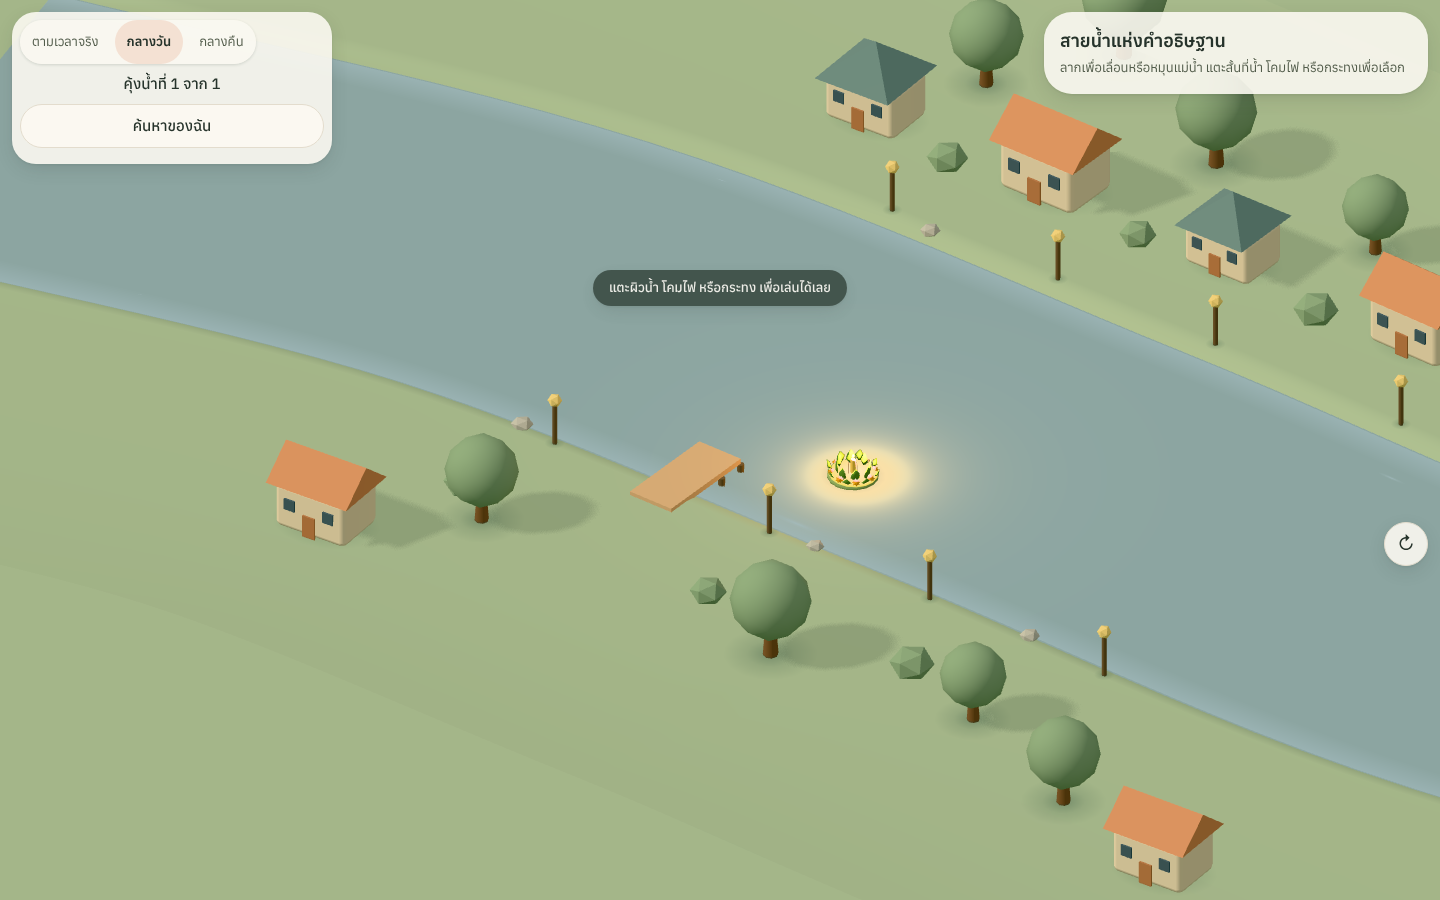 ตามเวลาจริง กลางวัน กลางคืน
คุ้งน้ำที่ 1 จาก 1
ค้นหาของฉัน
สายน้ำแห่งคำอธิษฐาน
ลากเพื่อเลื่อนหรือหมุนแม่น้ำ แตะสั้นที่น้ำ โคมไฟ หรือกระทงเพื่อเลือก
แตะผิวน้ำ โคมไฟ หรือกระทง เพื่อเล่นได้เลย